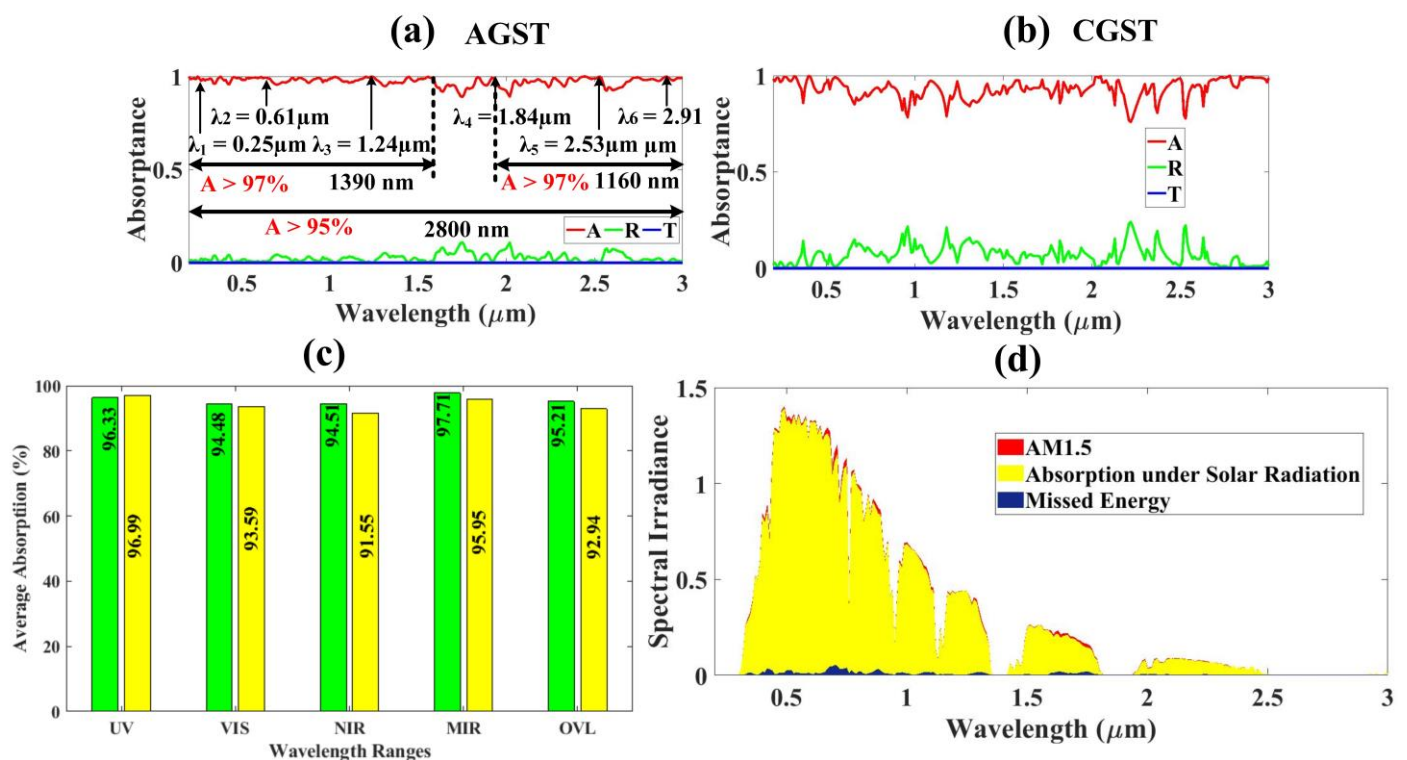 (a) AGST
Absorptance
1
0.5
0
λ2 = 0.61μm
λ4 = 1.84μm
λ6 = 2.91
λ1 = 0.25μm λ3 = 1.24μm
λ5 = 2.53μm μm
A > 97% 1390 nm
A > 97% 1160 nm
A > 95% 2800 nm
A R T
0.5 1 1.5 2 2.5 3
Wavelength (μm)
(b) CGST
Absorptance
1
0.5
0
A
R
T
0.5 1 1.5 2 2.5 3
Wavelength (μm)
(c)
Average Absorptiion (%)
100
80
60
40
20
0
96.33
96.99
94.48
93.59
94.51
91.55
97.71
95.95
95.21
92.94
UV VIS NIR MIR OVL
Wavelength Ranges
(d)
Spectral Irradiance
1.5
1
0.5
0
AM1.5
Absorption under Solar Radiation
Missed Energy
0.5 1 1.5 2 2.5 3
Wavelength (μm)